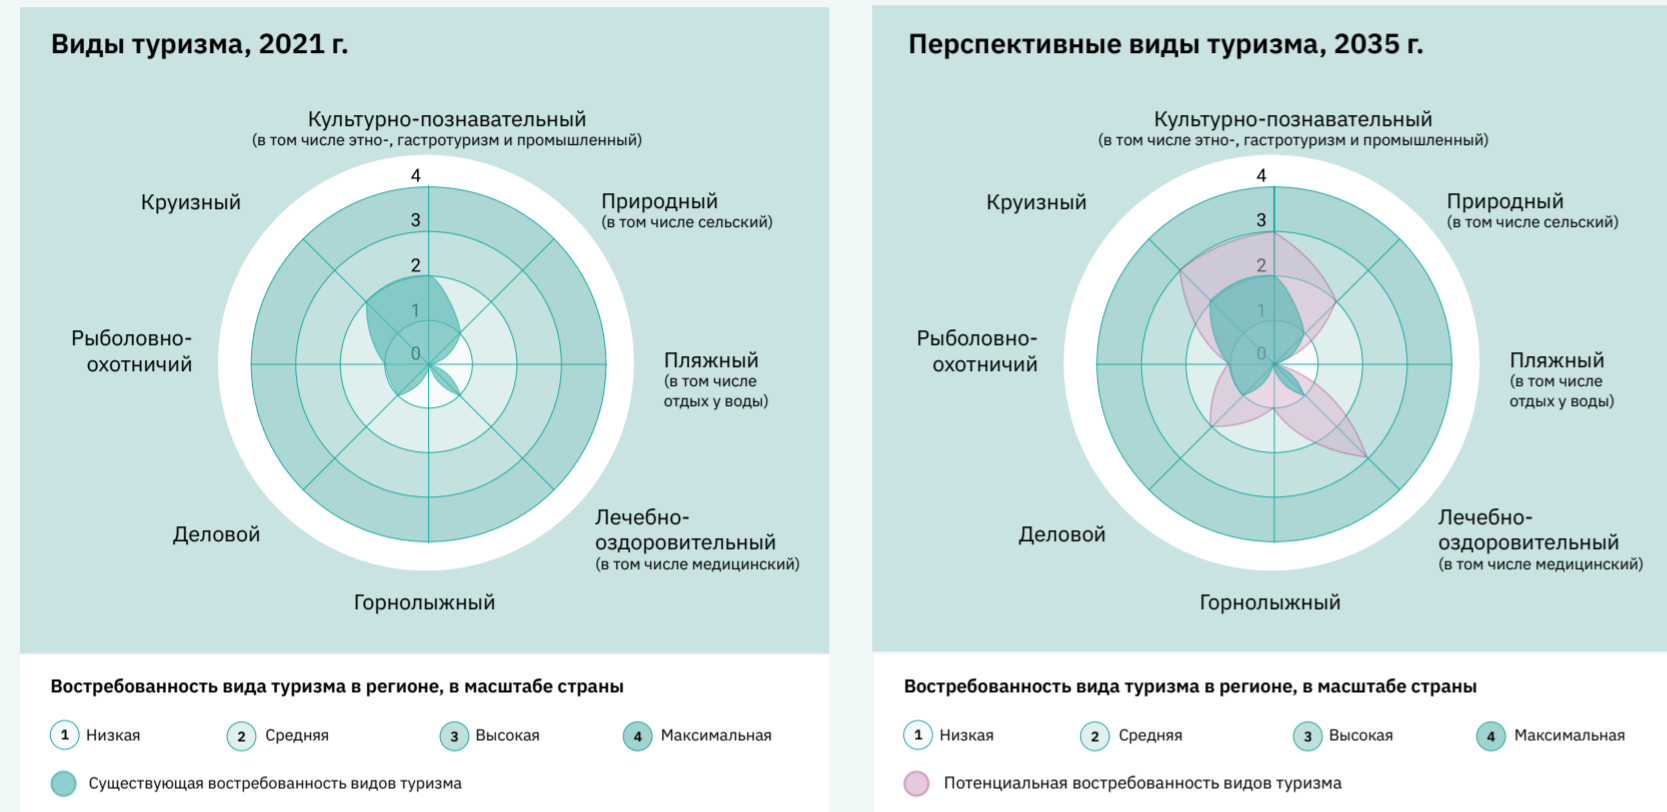 Виды туризма, 2021 г.
Культурно-познавательный
(в том числе этно-, гастротуризм и промышленный)
Круизный
4
Природный
(в том числе сельский)
3
2
1
0
Рыболовно-
охотничий
Пляжный
(в том числе
отдых у воды)
Деловой
Лечебно-
оздоровительный
(в том числе медицинский)
Горнолыжный
Востребованность вида туризма в регионе, в масштабе страны
1 Низкая 2 Средняя 3 Высокая 4 Максимальная
Существующая востребованность видов туризма
Перспективные виды туризма, 2035 г.
Культурно-познавательный
(в том числе этно-, гастротуризм и промышленный)
Круизный
4
Природный
(в том числе сельский)
3
2
1
0
Рыболовно-
охотничий
Пляжный
(в том числе
отдых у воды)
Деловой
Лечебно-
оздоровительный
(в том числе медицинский)
Горнолыжный
Востребованность вида туризма в регионе, в масштабе страны
1 Низкая 2 Средняя 3 Высокая 4 Максимальная
Потенциальная востребованность видов туризма